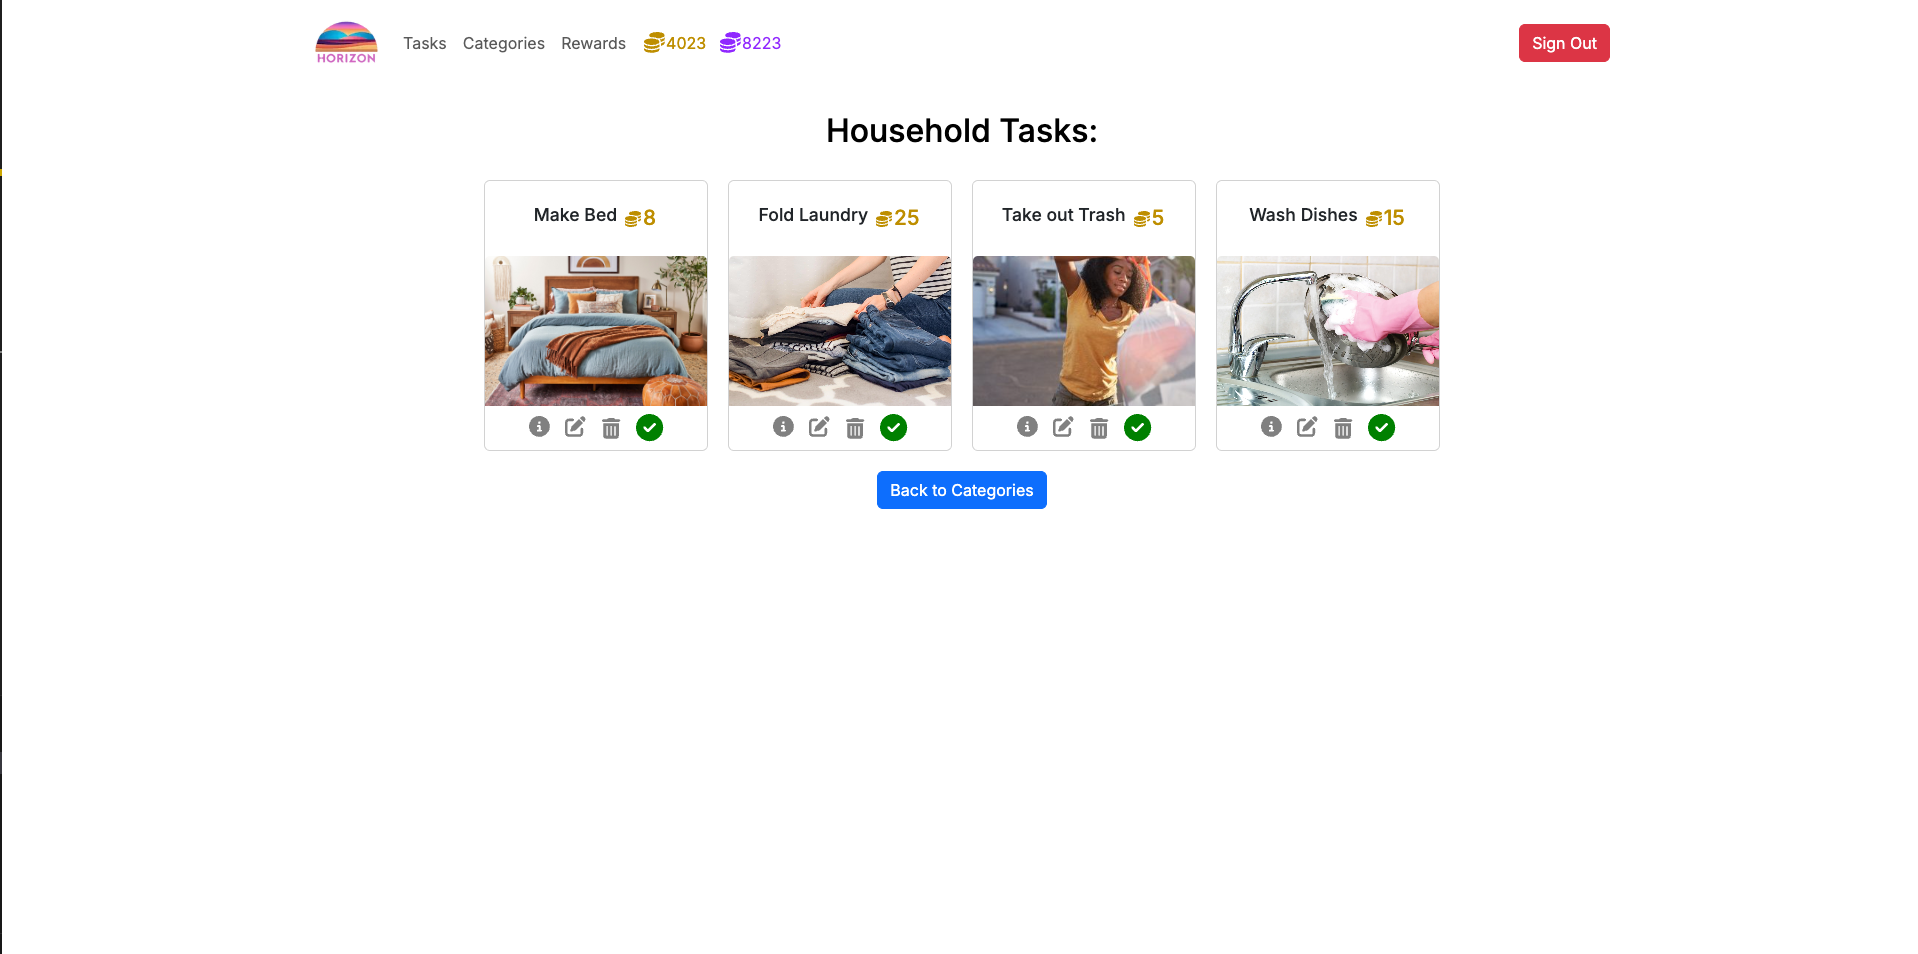 HORIZON
Tasks Categories Rewards 4023 8223
Sign Out
Household Tasks:
Make Bed 8
Fold Laundry 25
Take out Trash 5
Wash Dishes 15
Back to Categories